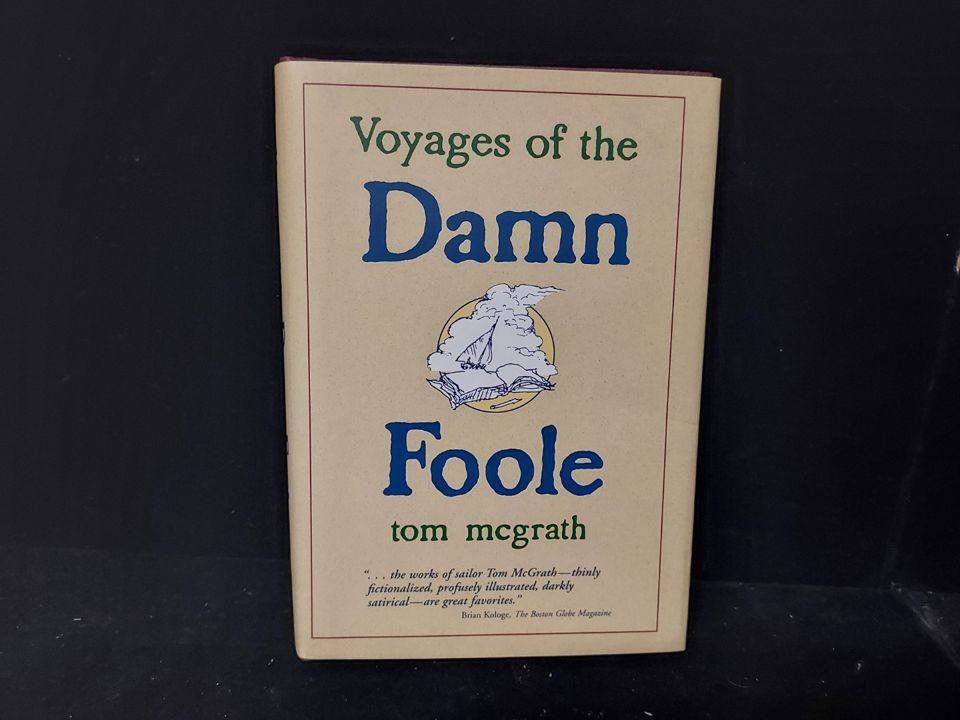 Voyages of the
Damn
Foole
tom mcgrath
“. . . the works of sailor Tom McGrath—thinly
fictionalized, profusely illustrated, darkly
satirical—are great favorites.”
Brian Kologe, The Boston Globe Magazine